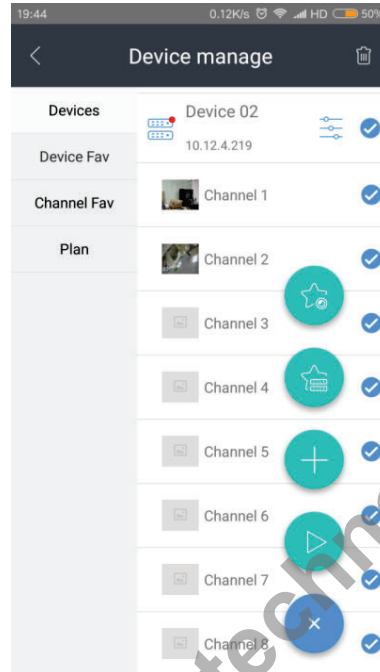 19:44
0.12K/s HD 50%
Device manage
Devices
Device Fav
Channel Fav
Plan
Device 02
10.12.4.219
Channel 1
Channel 2
Channel 3
Channel 4
Channel 5
Channel 6
Channel 7
Channel 8
techn